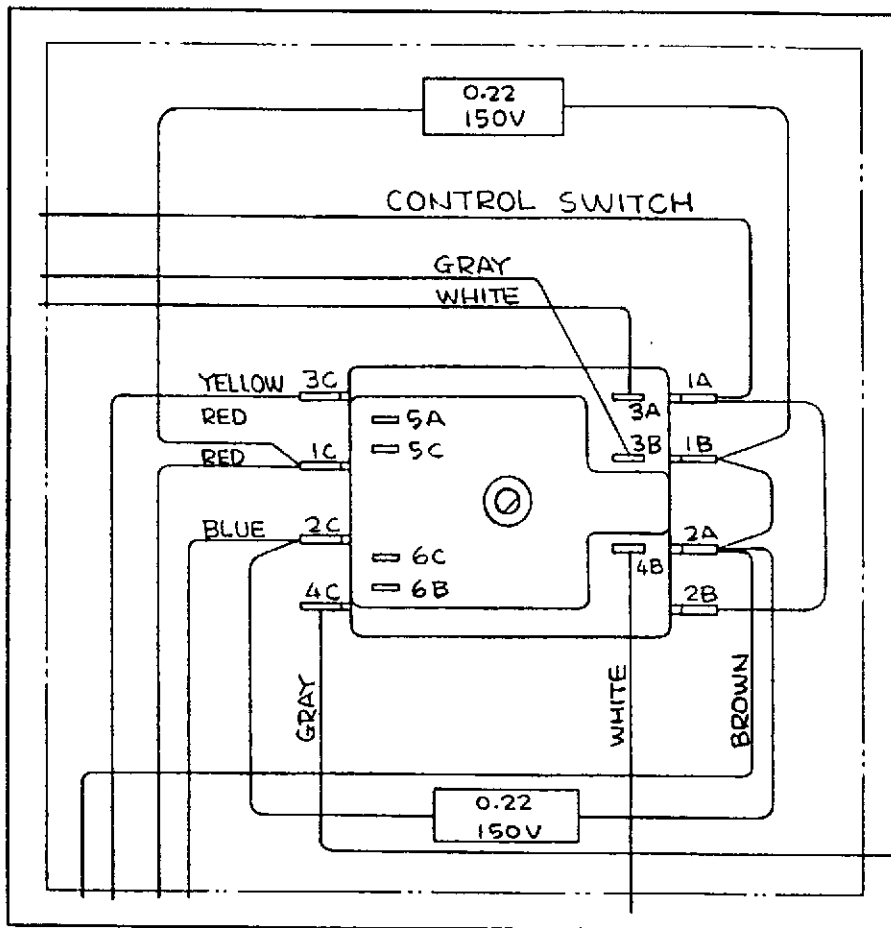 0.22
150V
CONTROL SWITCH
GRAY
WHITE
YELLOW
3C
1A
RED
5A
3A
5C
3B
1B
RED
1C
BLUE
2C
2A
6C
4B
4C
6B
2B
GRAY
WHITE
BROWN
0.22
150V